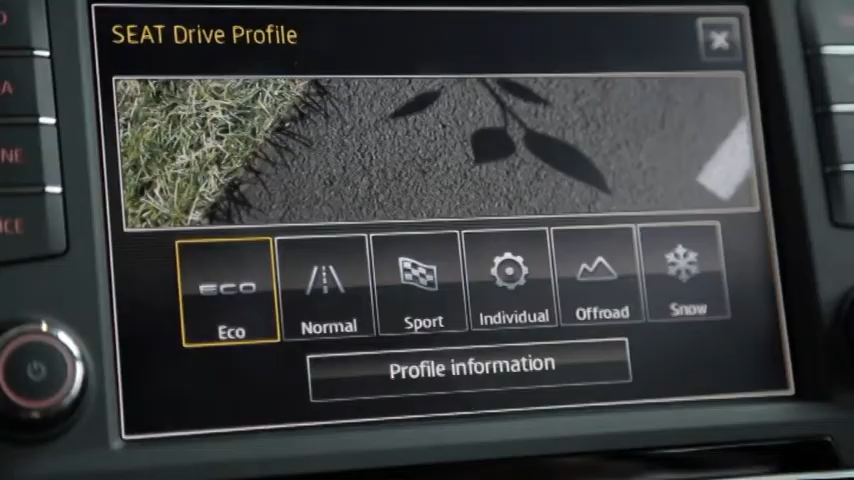 SEAT Drive Profile
ECO
Eco
Normal
Sport
Individual
Offroad
Snow
Profile information